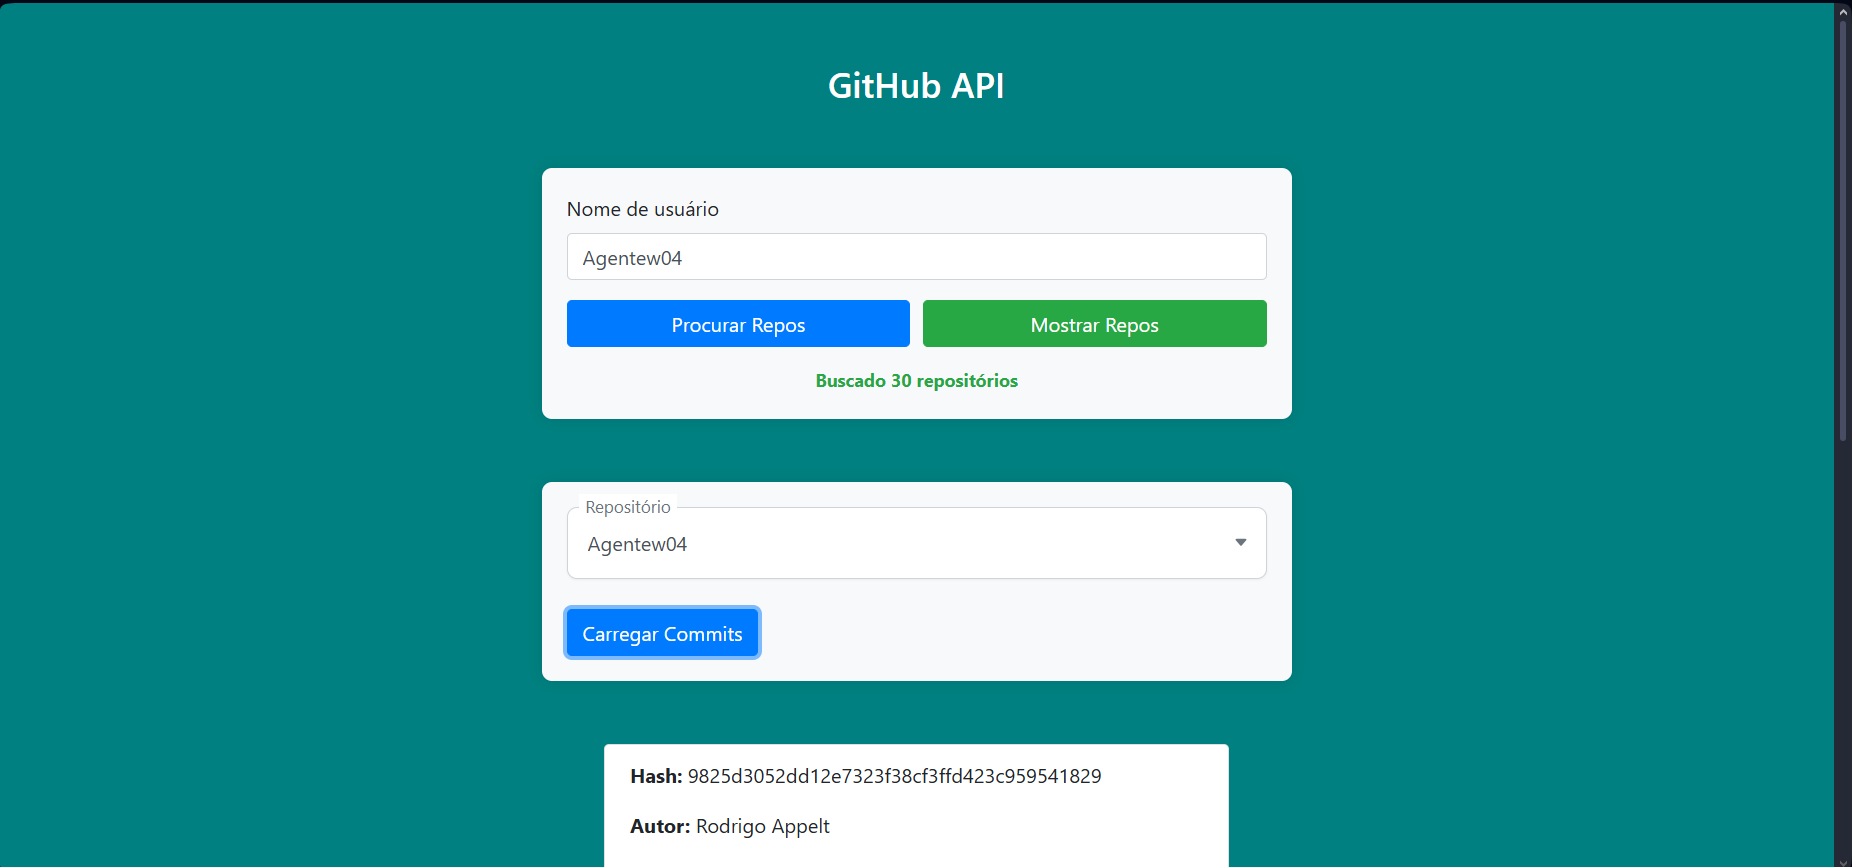 GitHub API
Nome de usuário
Agentew04
Procurar Repos
Mostrar Repos
Buscado 30 repositórios
Repositório
Agentew04
Carregar Commits
Hash: 9825d3052dd12e7323f38cf3ffd423c959541829
Autor: Rodrigo Appelt